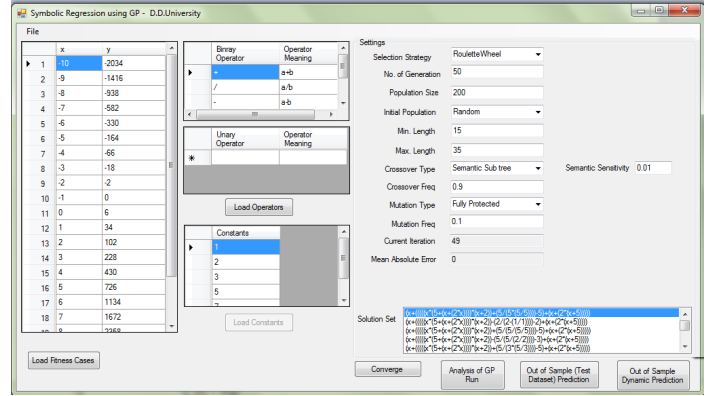 Symbolic Regression using GP - D.D.University
File
x y
1 -10 -2034
2 -9 -1416
3 -8 -938
4 -7 -582
5 -6 -330
6 -5 -164
7 -4 -66
8 -3 -18
9 -2 -2
10 -1 0
11 0 6
12 1 34
13 2 102
14 3 228
15 4 430
16 5 726
17 6 1134
18 7 1672
Load Fitness Cases
Binray Operator Operator Meaning
+ a+b
/ a/b
- a-b
Unary Operator Operator Meaning
Load Operators
Constants
1
2
3
5
Load Constants
Settings
Selection Strategy RouletteWheel
No. of Generation 50
Population Size 200
Initial Population Random
Min. Length 15
Max. Length 35
Crossover Type Semantic Sub tree Semantic Sensitivity 0.01
Crossover Freq 0.9
Mutation Type Fully Protected
Mutation Freq 0.1
Current Iteration 49
Mean Absolute Error 0
Solution Set
Converge
Analysis of GP Run
Out of Sample (Test Dataset) Prediction
Out of Sample Dynamic Prediction